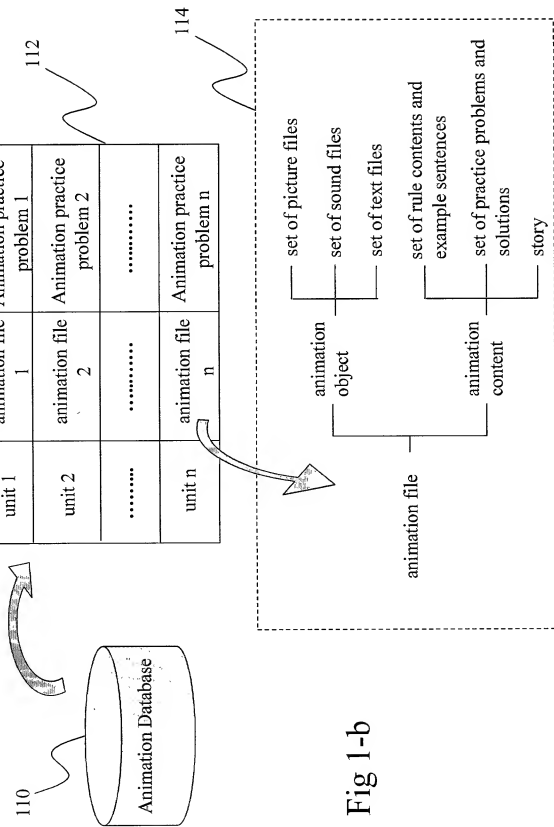 110
Animation Database
112
unit 1
animation file
1
Animation practice
problem 1
unit 2
animation file
2
Animation practice
problem 2
.........
............
............
unit n
animation file
n
Animation practice
problem n
114
animation file
animation
object
set of picture files
set of sound files
set of text files
animation
content
set of rule contents and
example sentences
set of practice problems and
solutions
story
Fig 1-b